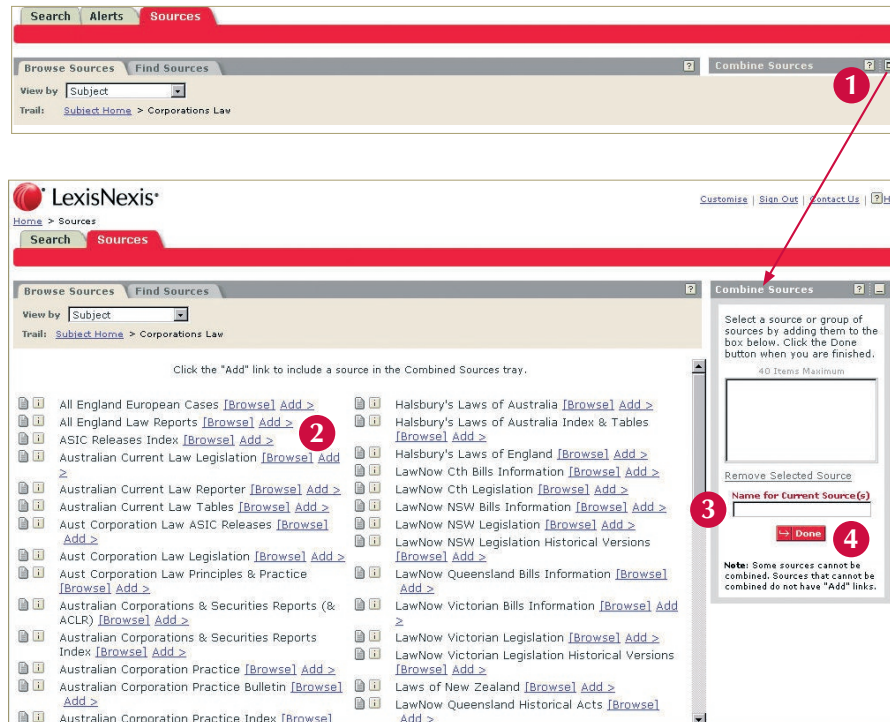 Search Alerts Sources
Browse Sources Find Sources ? Combine Sources ?
1
View by Subject
Trail: Subject Home > Corporations Law
LexisNexis
Customise | Sign Out | Contact Us | ? H
Home > Sources
Search Sources
Browse Sources Find Sources ? Combine Sources ?
View by Subject
Trail: Subject Home > Corporations Law
Click the "Add" link to include a source in the Combined Sources tray.
All England European Cases [Browse] Add >
All England Law Reports [Browse] Add >
2
ASIC Releases Index [Browse] Add >
Australian Current Law Legislation [Browse] Add
>
Australian Current Law Reporter [Browse] Add >
Australian Current Law Tables [Browse] Add >
Aust Corporation Law ASIC Releases [Browse]
Add >
Aust Corporation Law Legislation [Browse] Add >
Aust Corporation Law Principles & Practice
[Browse] Add >
Australian Corporations & Securities Reports (&
ACLR) [Browse] Add >
Australian Corporations & Securities Reports
Index [Browse] Add >
Australian Corporation Practice [Browse] Add >
Australian Corporation Practice Bulletin [Browse]
Add >
Australian Corporation Practice Index [Browse]
Halsbury's Laws of Australia [Browse] Add >
Halsbury's Laws of Australia Index & Tables
[Browse] Add >
Halsbury's Laws of England [Browse] Add >
LawNow Cth Bills Information [Browse] Add >
LawNow Cth Legislation [Browse] Add >
LawNow NSW Bills Information [Browse] Add >
LawNow NSW Legislation [Browse] Add >
LawNow NSW Legislation Historical Versions
[Browse] Add >
LawNow Queensland Bills Information [Browse]
Add >
LawNow Victorian Bills Information [Browse] Add
>
LawNow Victorian Legislation [Browse] Add >
LawNow Victorian Legislation Historical Versions
[Browse] Add >
Laws of New Zealand [Browse] Add >
LawNow Queensland Historical Acts [Browse]
Add >
Select a source or group of
sources by adding them to the
box below. Click the Done
button when you are finished.
40 Items Maximum
Remove Selected Source
3
Name for Current Source(s)
Done
4
Note: Some sources cannot be
combined. Sources that cannot be
combined do not have "Add" links.